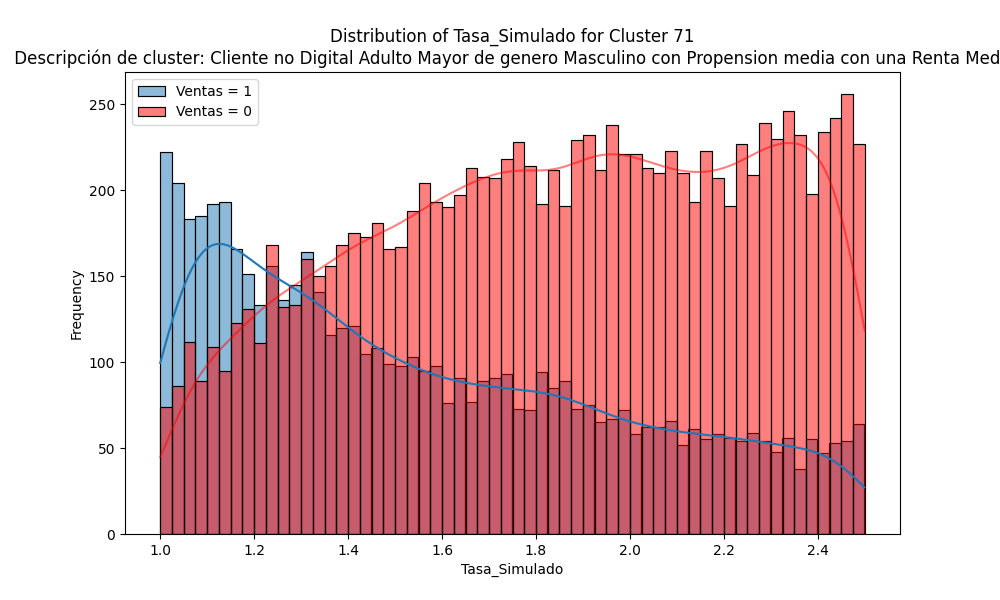 Distribution of Tasa_Simulado for Cluster 71
Descripción de cluster: Cliente no Digital Adulto Mayor de genero Masculino con Propension media con una Renta Med
Ventas = 1
Ventas = 0
Frequency
250
200
150
100
50
0
1.0 1.2 1.4 1.6 1.8 2.0 2.2 2.4
Tasa_Simulado